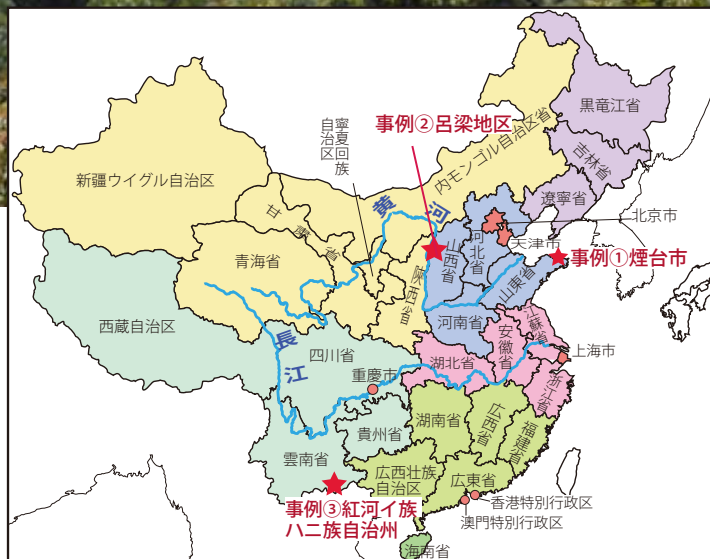 黒竜江省
事例②呂梁地区
寧夏回族
自治区
内モンゴル自治区省
吉林省
新疆ウイグル自治区
遼寧省
黄河
甘粛省
北京市
天津市
河北省
山西省
事例①煙台市
青海省
陝西省
山東省
西蔵自治区
河南省
江蘇省
安徽省
長江
四川省
上海市
湖北省
重慶市
浙江省
湖南省
広西省
福建省
貴州省
雲南省
広西壮族
自治区
広東省
香港特別行政区
事例③紅河イ族
ハニ族自治州
澳門特別行政区
海南省